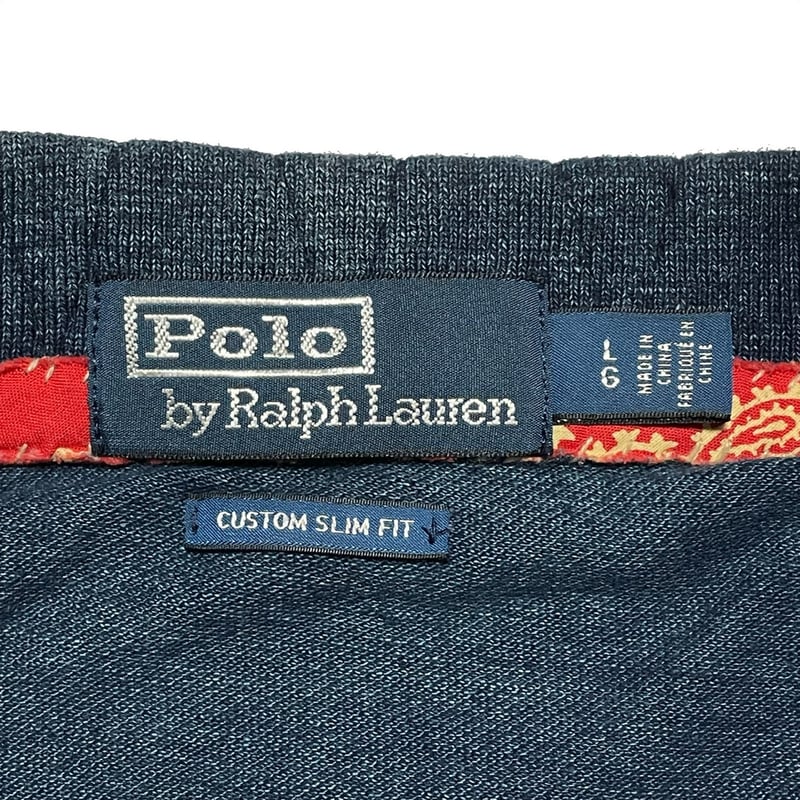 Polo
by Ralph Lauren
L
G
MADE IN
CHINA
FABRIQUÉ EN
CHINE
CUSTOM SLIM FIT